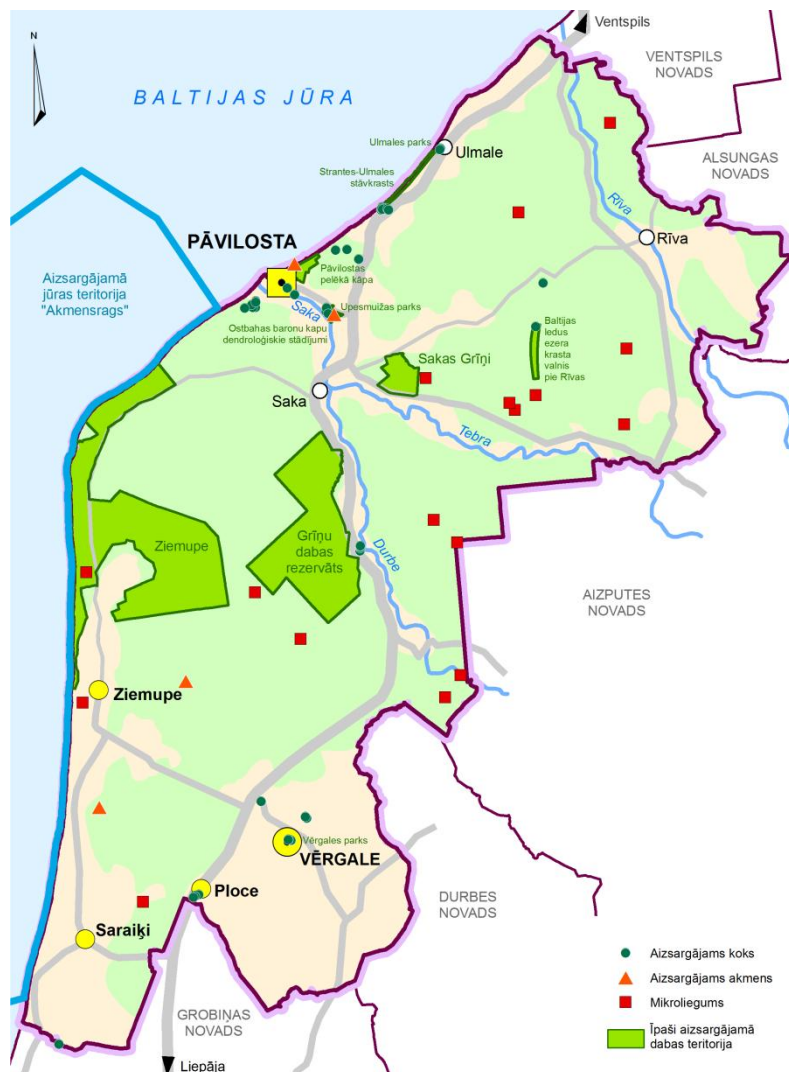 Ventspils
N
VENTSPILS
NOVADS
BALTIJAS JŪRA
Ulmales parks
Ulmale
Strantes-Ulmales
stāvkrasts
ALSUNGAS
NOVADS
Rīva
Rīva
PĀVILOSTA
Pāvilostas
pelēkā kāpa
Aizsargājamā
jūras teritorija
"Akmensrags"
Saka
Upesmuižas parks
Ostbahas baronu kapu
dendroloģiskie stādījumi
Baltijas
ledus
ezera
krasta
valnis
pie Rīvas
Sakas Grīņi
Saka
Tebra
Ziemupe
Grīņu
dabas
rezervāts
Durbe
AIZPUTES
NOVADS
Ziemupe
Vērgales parks
VĒRGALE
Ploce
DURBES
NOVADS
Saraiķi
Aizsargājams koks
Aizsargājams akmens
Mikroliegums
Īpaši aizsargājamā
dabas teritorija
GROBIŅAS
NOVADS
Liepāja